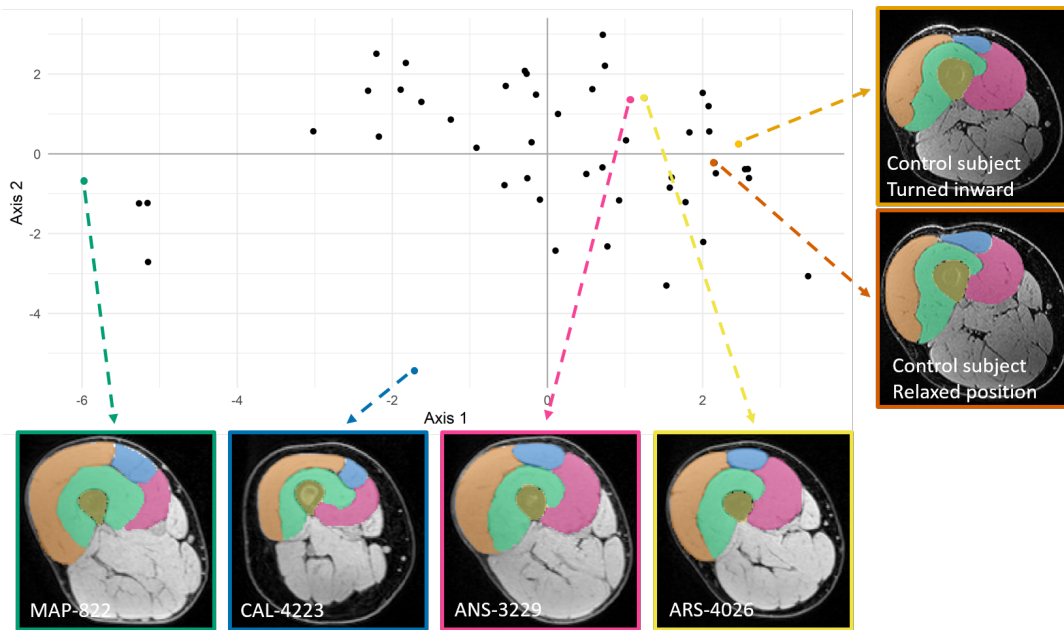 2
0
-2
-4
Axis 2
-6
-4
-2
0
2
Axis 1
Control subject
Turned inward
Control subject
Relaxed position
MAP-822
CAL-4223
ANS-3229
ARS-4026